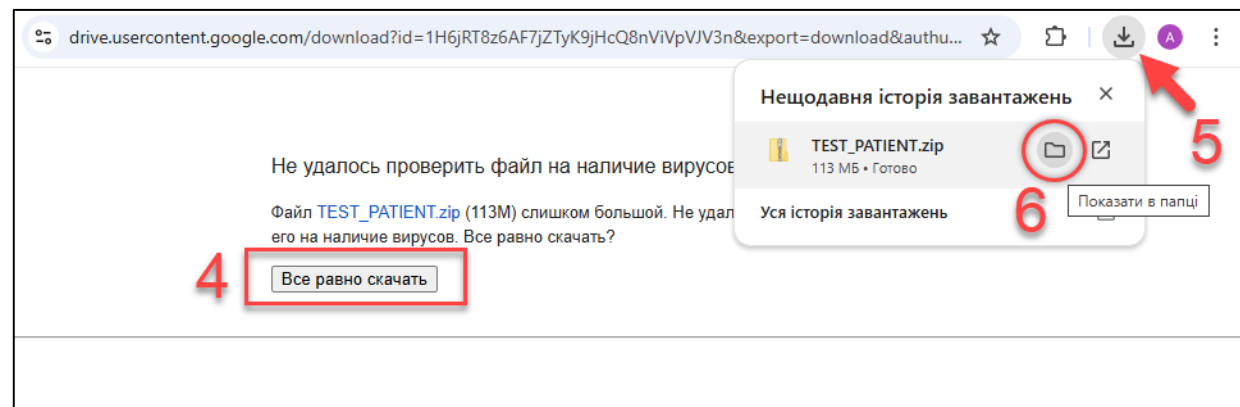 drive.usercontent.google.com/download?id=1H6jRT8z6AF7jZTyK9jHcQ8nViVpVJV3n&export=download&authu...
A
5
Нещодавня історія завантажень
TEST_PATIENT.zip
113 МБ • Готово
Показати в папці
6
Уся історія завантажень
Не удалось проверить файл на наличие вирусов
Файл TEST_PATIENT.zip (113M) слишком большой. Не удал
его на наличие вирусов. Все равно скачать?
4
Все равно скачать